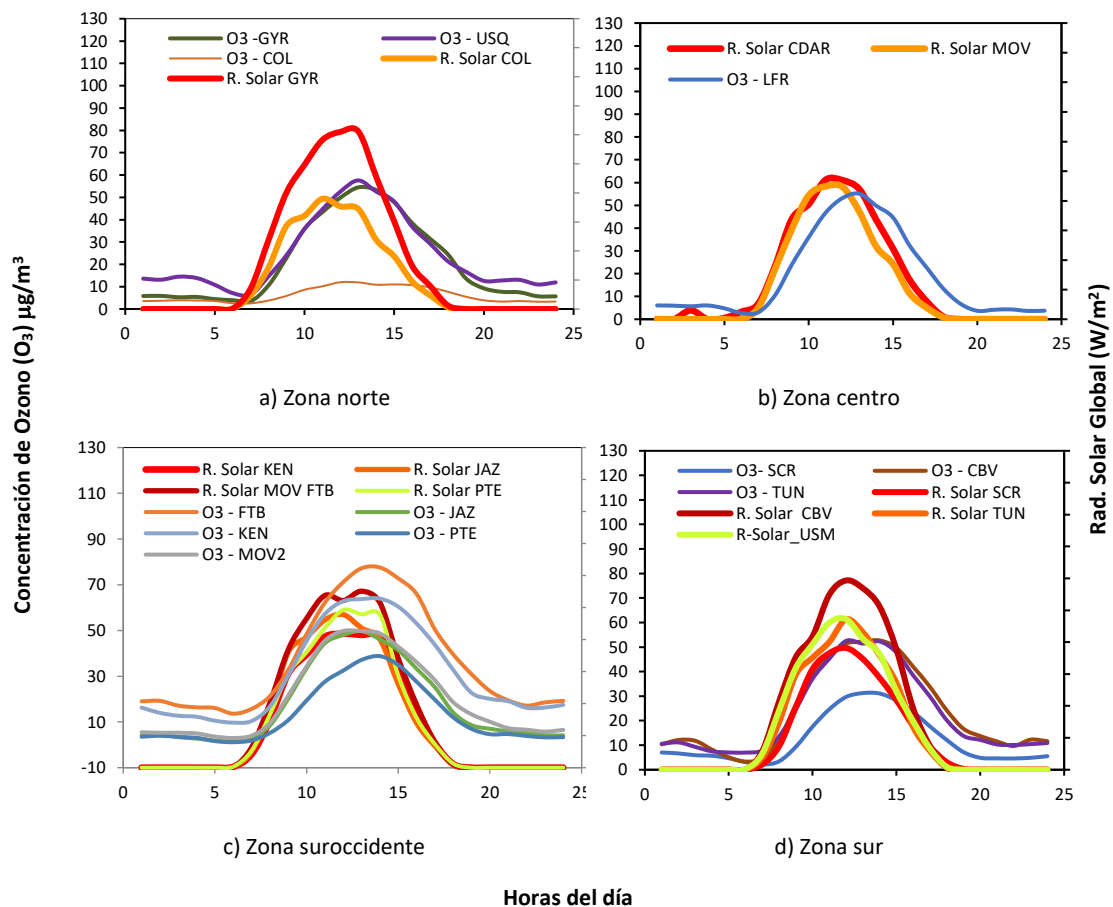 Concentración de Ozono (O₃) µg/m³
Rad. Solar Global (W/m²)
130
120
110
100
90
80
70
60
50
40
30
20
10
0
O3 -GYR
O3 - USQ
O3 - COL
R. Solar COL
R. Solar GYR
0 5 10 15 20 25
a) Zona norte
130
120
110
100
90
80
70
60
50
40
30
20
10
0
R. Solar CDAR
R. Solar MOV
O3 - LFR
0 5 10 15 20 25
b) Zona centro
130
110
90
70
50
30
10
-10
R. Solar KEN
R. Solar JAZ
R. Solar MOV FTB
R. Solar PTE
O3 - FTB
O3 - JAZ
O3 - KEN
O3 - PTE
O3 - MOV2
0 5 10 15 20 25
c) Zona suroccidente
130
120
110
100
90
80
70
60
50
40
30
20
10
0
O3- SCR
O3 - CBV
O3 - TUN
R. Solar SCR
R. Solar CBV
R. Solar TUN
R-Solar_USM
0 5 10 15 20 25
d) Zona sur
Horas del día